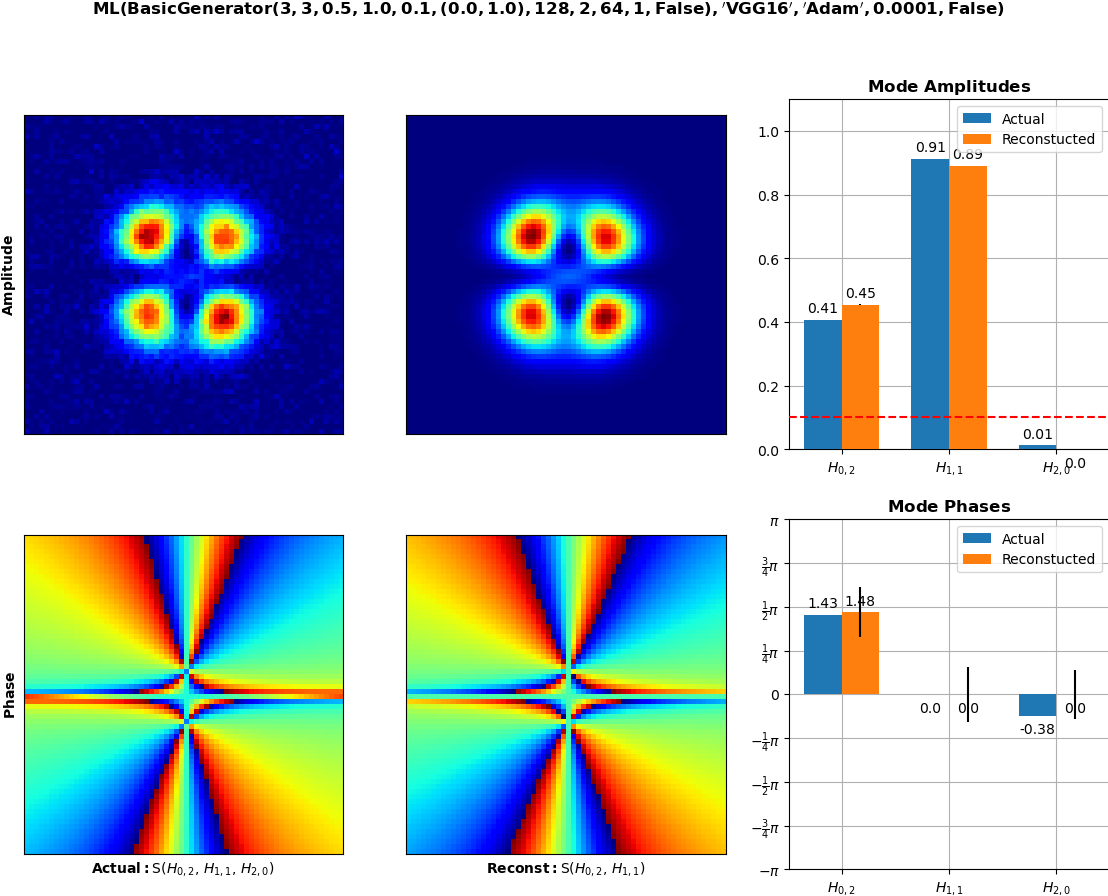 ML(BasicGenerator(3, 3, 0.5, 1.0, 0.1, (0.0, 1.0), 128, 2, 64, 1, False), ′VGG16′, ′Adam′, 0.0001, False)
Amplitude
Mode Amplitudes
Actual
Reconstucted
1.0
0.8
0.6
0.4
0.2
0.0
0.41
0.45
0.91
0.89
0.01
0.0
H0,2
H1,1
H2,0
Phase
Actual: S(H0,2, H1,1, H2,0)
Reconst: S(H0,2, H1,1)
Mode Phases
Actual
Reconstucted
π
3/4π
1/2π
1/4π
0
−1/4π
−1/2π
−3/4π
−π
1.43
1.48
0.0
0.0
-0.38
0.0
H0,2
H1,1
H2,0